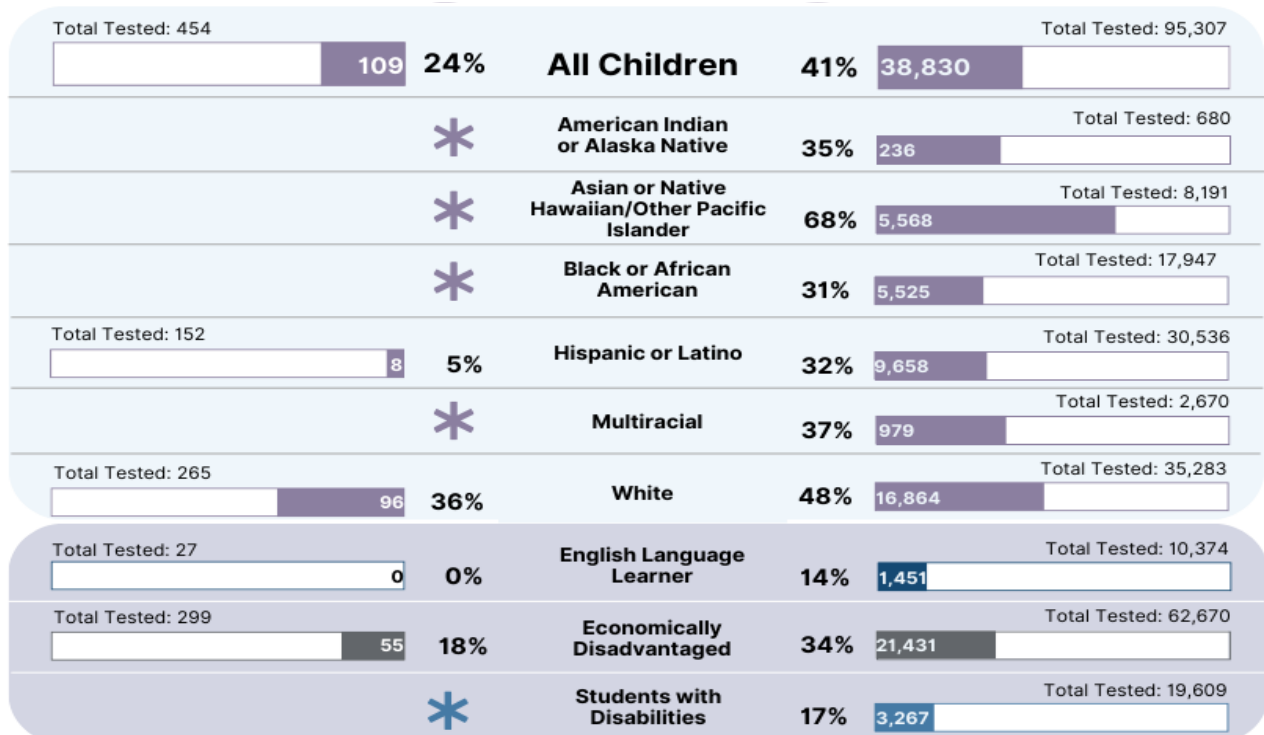 Total Tested: 454
Total Tested: 95,307
109 24% All Children 41% 38,830
Total Tested: 680
American Indian
or Alaska Native
35% 236
Total Tested: 8,191
Asian or Native
Hawaiian/Other Pacific
Islander
68% 5,568
Total Tested: 17,947
Black or African
American
31% 5,525
Total Tested: 152
Total Tested: 30,536
8 5% Hispanic or Latino 32% 9,658
Total Tested: 2,670
Multiracial 37% 979
Total Tested: 265
Total Tested: 35,283
96 36% White 48% 16,864
Total Tested: 27
Total Tested: 10,374
0 0%
English Language
Learner
14% 1,451
Total Tested: 299
Total Tested: 62,670
55 18%
Economically
Disadvantaged
34% 21,431
Total Tested: 19,609
Students with
Disabilities
17% 3,267